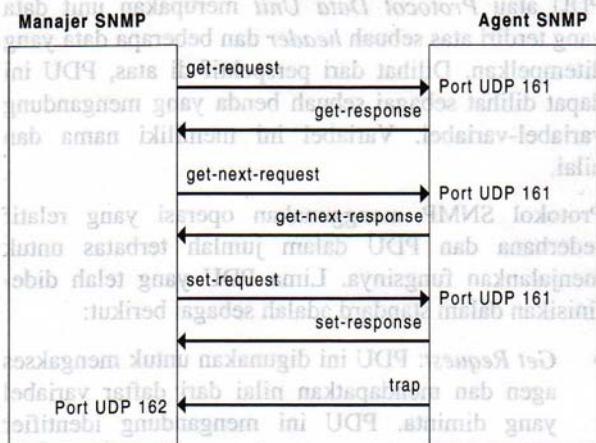 Manajer SNMP
Agent SNMP
get-request
Port UDP 161
get-response
get-next-request
Port UDP 161
get-next-response
set-request
Port UDP 161
set-response
trap
Port UDP 162